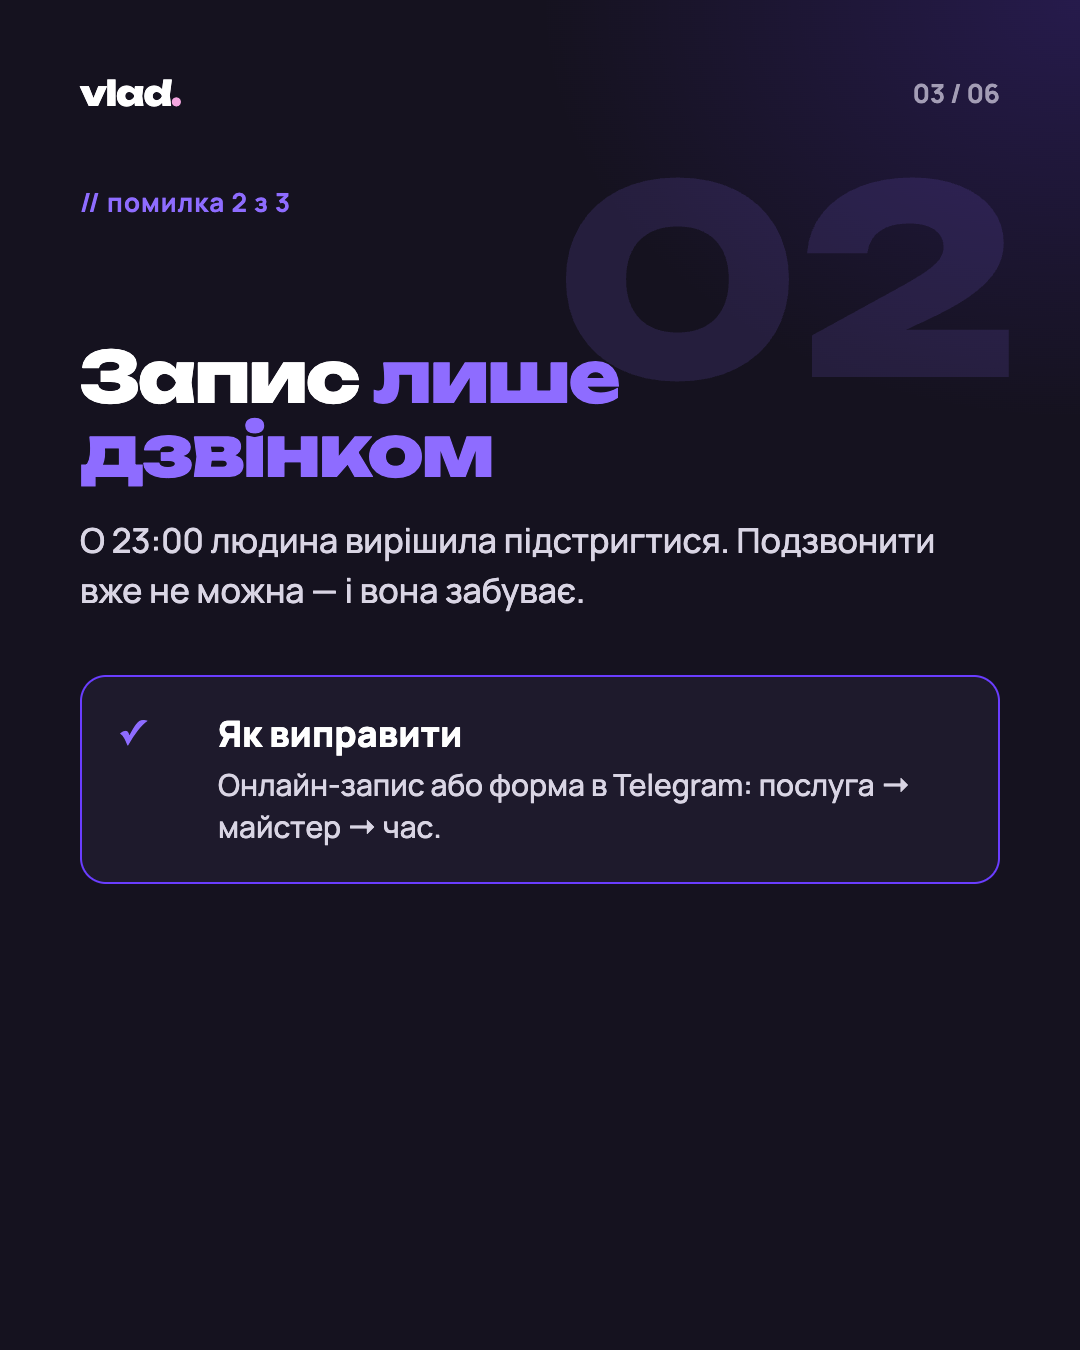 vlad.
03 / 06
// помилка 2 з 3
02
Запис лише
дзвінком
О 23:00 людина вирішила підстригтися. Подзвонити
вже не можна — і вона забуває.
✓
Як виправити
Онлайн-запис або форма в Telegram: послуга →
майстер → час.